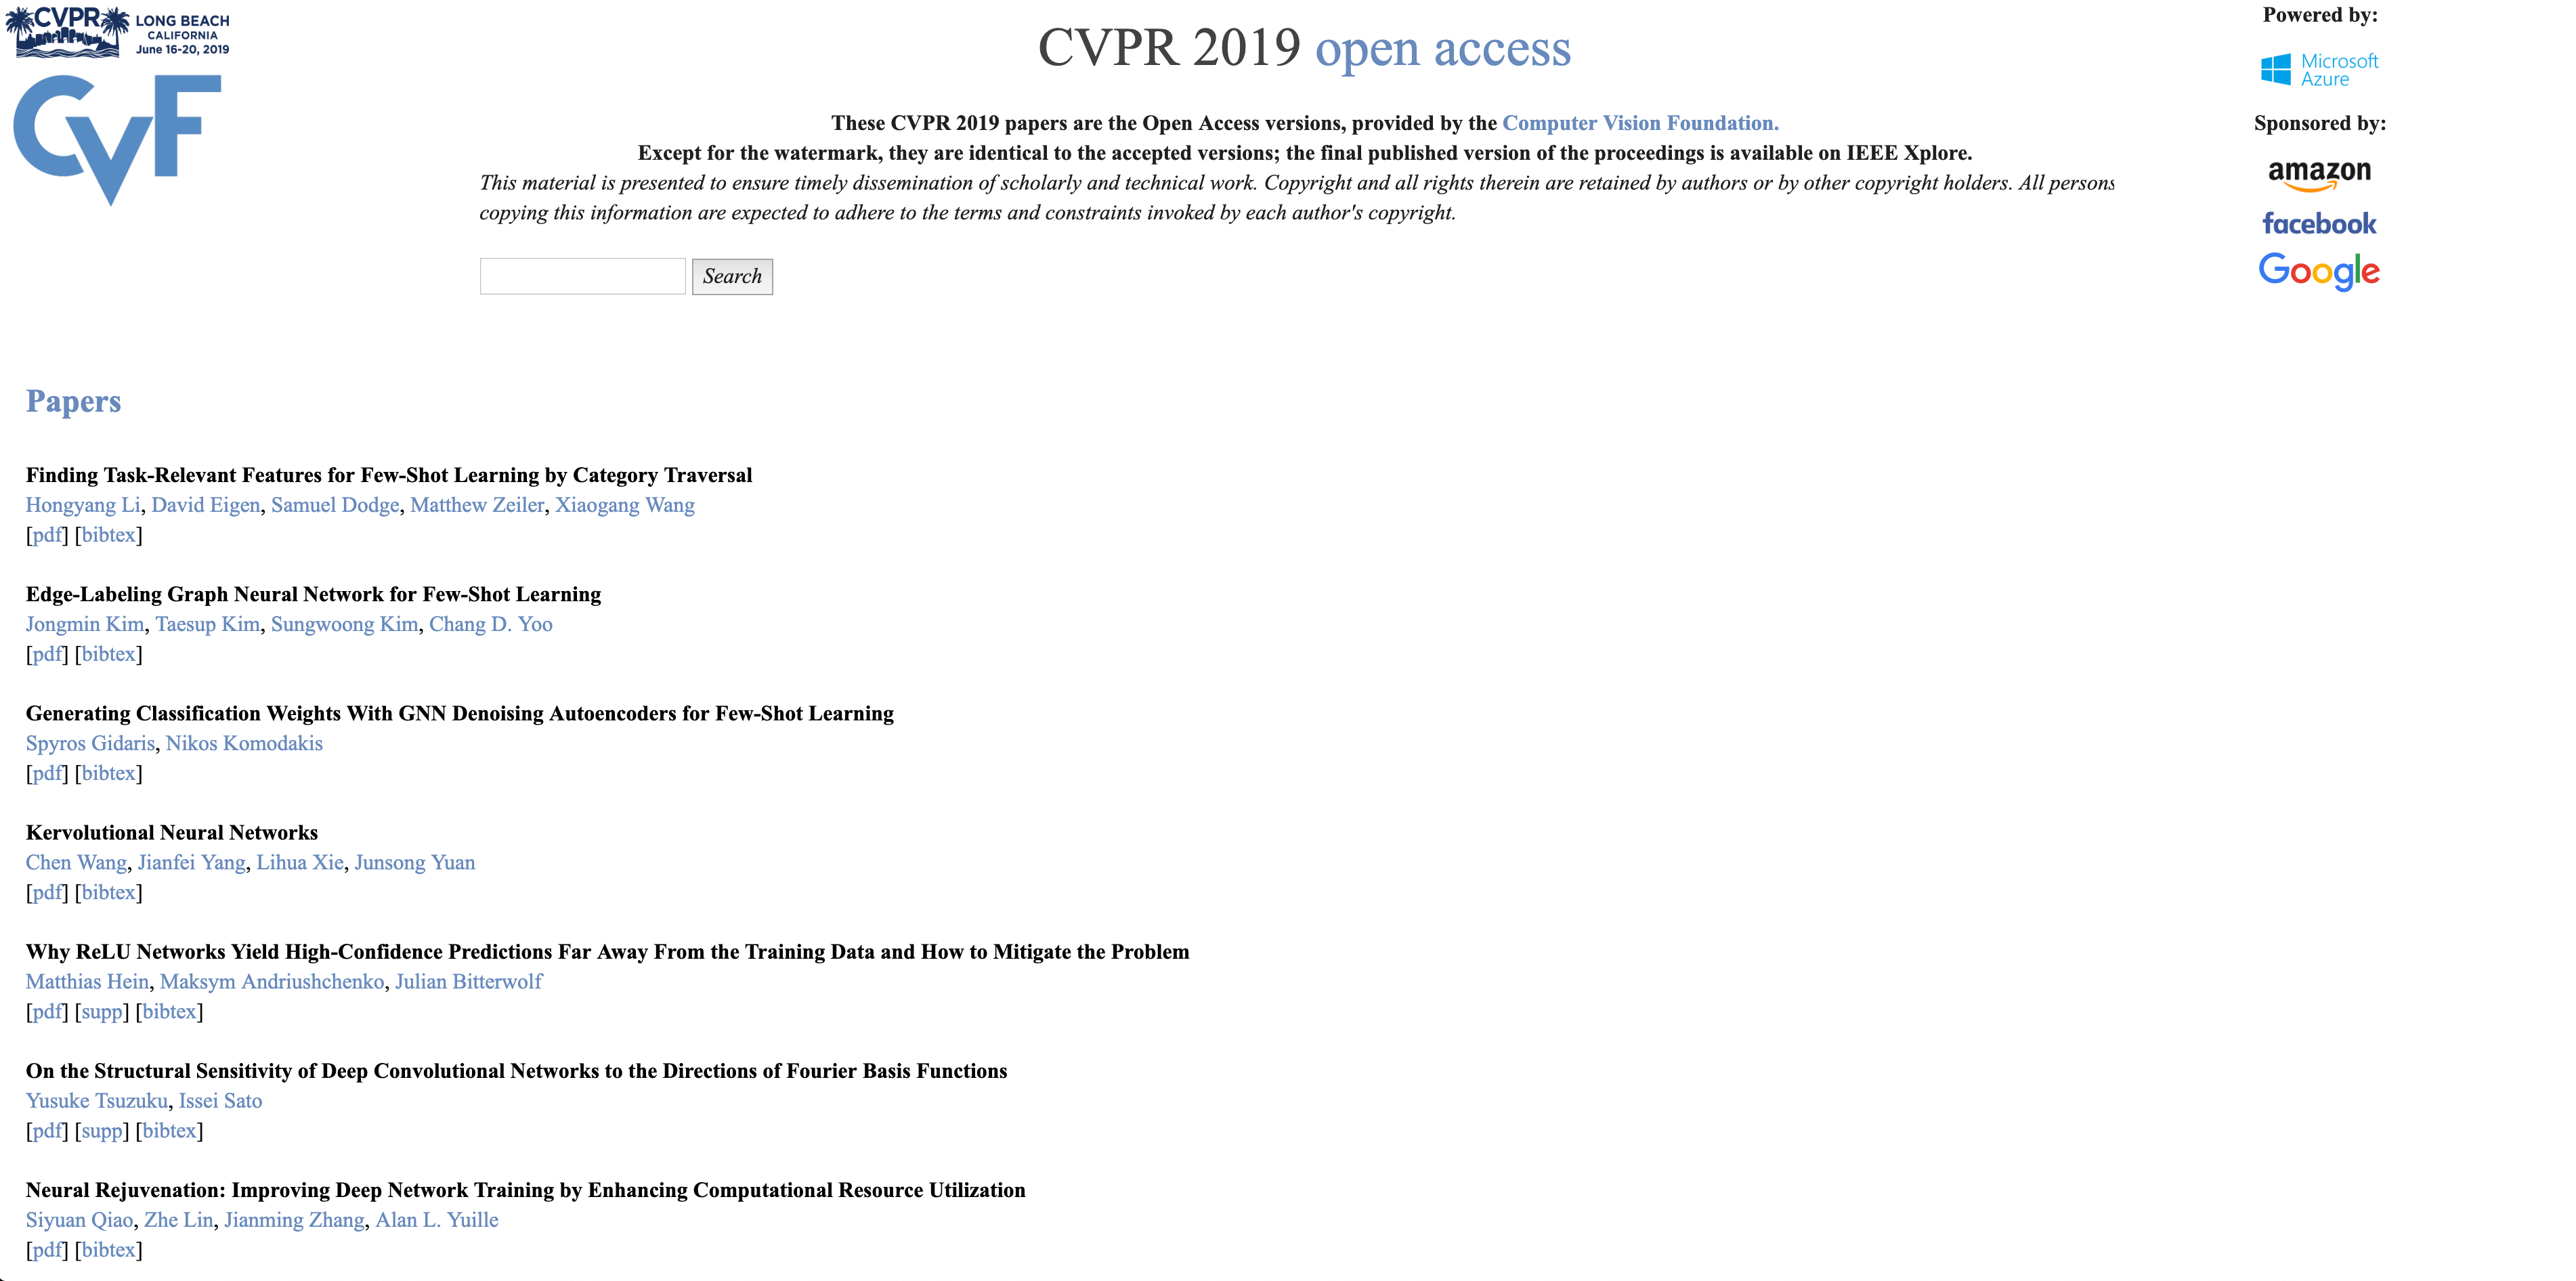 CVPR
LONG BEACH
CALIFORNIA
June 16-20, 2019
CVF
CVPR 2019 open access
These CVPR 2019 papers are the Open Access versions, provided by the Computer Vision Foundation.
Except for the watermark, they are identical to the accepted versions; the final published version of the proceedings is available on IEEE Xplore.
This material is presented to ensure timely dissemination of scholarly and technical work. Copyright and all rights therein are retained by authors or by other copyright holders. All persons
copying this information are expected to adhere to the terms and constraints invoked by each author's copyright.
Search
Powered by:
Microsoft
Azure
Sponsored by:
amazon
facebook
Google
Papers
Finding Task-Relevant Features for Few-Shot Learning by Category Traversal
Hongyang Li, David Eigen, Samuel Dodge, Matthew Zeiler, Xiaogang Wang
[pdf] [bibtex]
Edge-Labeling Graph Neural Network for Few-Shot Learning
Jongmin Kim, Taesup Kim, Sungwoong Kim, Chang D. Yoo
[pdf] [bibtex]
Generating Classification Weights With GNN Denoising Autoencoders for Few-Shot Learning
Spyros Gidaris, Nikos Komodakis
[pdf] [bibtex]
Kervolutional Neural Networks
Chen Wang, Jianfei Yang, Lihua Xie, Junsong Yuan
[pdf] [bibtex]
Why ReLU Networks Yield High-Confidence Predictions Far Away From the Training Data and How to Mitigate the Problem
Matthias Hein, Maksym Andriushchenko, Julian Bitterwolf
[pdf] [supp] [bibtex]
On the Structural Sensitivity of Deep Convolutional Networks to the Directions of Fourier Basis Functions
Yusuke Tsuzuku, Issei Sato
[pdf] [supp] [bibtex]
Neural Rejuvenation: Improving Deep Network Training by Enhancing Computational Resource Utilization
Siyuan Qiao, Zhe Lin, Jianming Zhang, Alan L. Yuille
[pdf] [bibtex]